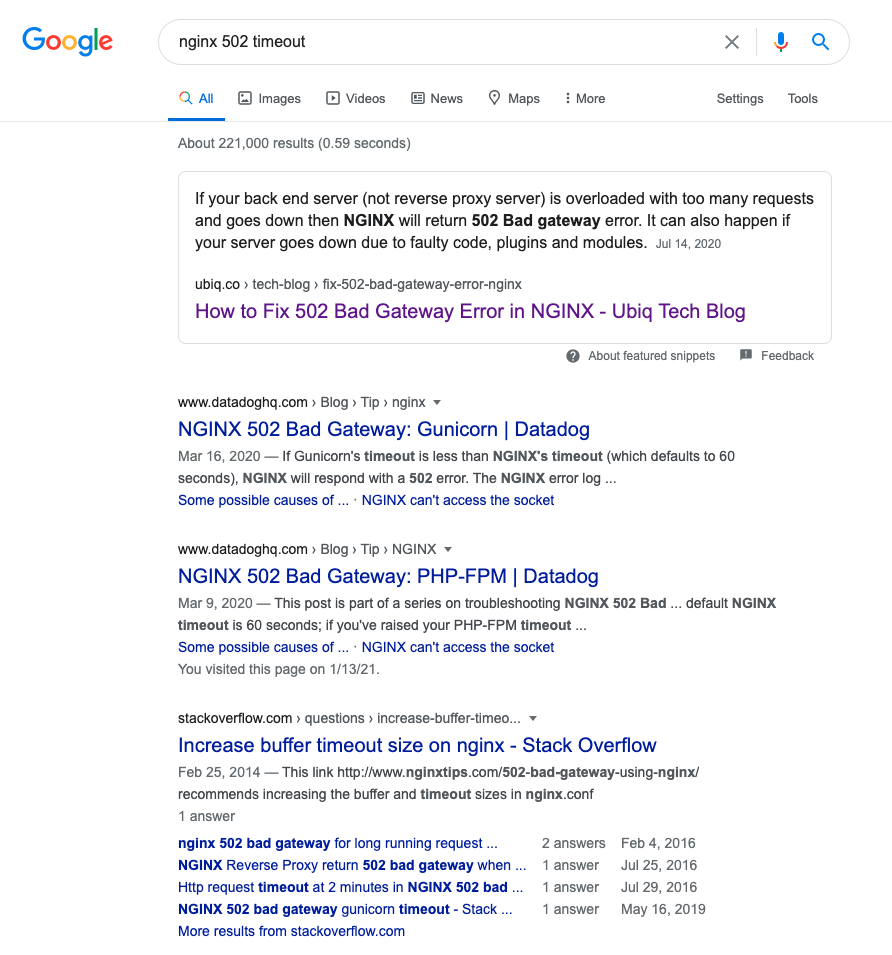 Google
nginx 502 timeout
All Images Videos News Maps More Settings Tools
About 221,000 results (0.59 seconds)
If your back end server (not reverse proxy server) is overloaded with too many requests
and goes down then NGINX will return 502 Bad gateway error. It can also happen if
your server goes down due to faulty code, plugins and modules. Jul 14, 2020
ubiq.co › tech-blog › fix-502-bad-gateway-error-nginx
How to Fix 502 Bad Gateway Error in NGINX - Ubiq Tech Blog
About featured snippets Feedback
www.datadoghq.com › Blog › Tip › nginx
NGINX 502 Bad Gateway: Gunicorn | Datadog
Mar 16, 2020 — If Gunicorn's timeout is less than NGINX's timeout (which defaults to 60
seconds), NGINX will respond with a 502 error. The NGINX error log ...
Some possible causes of ... · NGINX can't access the socket
www.datadoghq.com › Blog › Tip › NGINX
NGINX 502 Bad Gateway: PHP-FPM | Datadog
Mar 9, 2020 — This post is part of a series on troubleshooting NGINX 502 Bad ... default NGINX
timeout is 60 seconds; if you've raised your PHP-FPM timeout ...
Some possible causes of ... · NGINX can't access the socket
You visited this page on 1/13/21.
stackoverflow.com › questions › increase-buffer-timeo...
Increase buffer timeout size on nginx - Stack Overflow
Feb 25, 2014 — This link http://www.nginxtips.com/502-bad-gateway-using-nginx/
recommends increasing the buffer and timeout sizes in nginx.conf
1 answer
nginx 502 bad gateway for long running request ... 2 answers Feb 4, 2016
NGINX Reverse Proxy return 502 bad gateway when ... 1 answer Jul 25, 2016
Http request timeout at 2 minutes in NGINX 502 bad ... 1 answer Jul 29, 2016
NGINX 502 bad gateway gunicorn timeout - Stack ... 1 answer May 16, 2019
More results from stackoverflow.com